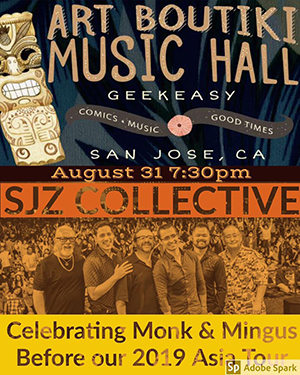 ART BOUTIKI
MUSIC HALL
GEEKEASY
COMICS • MUSIC
GOOD TIMES
SAN JOSE, CA
August 31 7:30pm
SJZ COLLECTIVE
Celebrating Monk & Mingus
Before our 2019 Asia Tour
Sp Adobe Spark